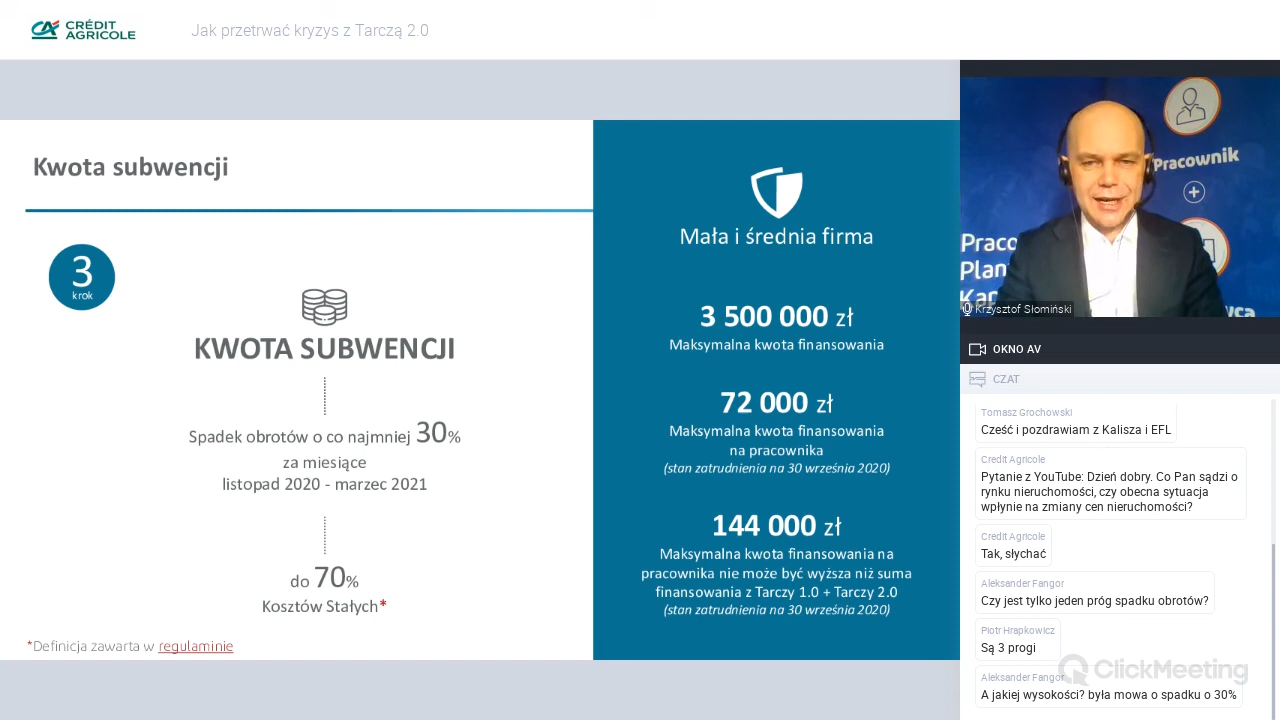 CRÉDIT
AGRICOLE
Jak przetrwać kryzys z Tarczą 2.0
Kwota subwencji
3
krok
KWOTA SUBWENCJI
Spadek obrotów o co najmniej 30%
za miesiące
listopad 2020 - marzec 2021
do 70%
Kosztów Stałych*
*Definicja zawarta w regulaminie
Mała i średnia firma
3 500 000 zł
Maksymalna kwota finansowania
72 000 zł
Maksymalna kwota finansowania
na pracownika
(stan zatrudnienia na 30 września 2020)
144 000 zł
Maksymalna kwota finansowania na
pracownika nie może być wyższa niż suma
finansowania z Tarczy 1.0 + Tarczy 2.0
(stan zatrudnienia na 30 września 2020)
Pracownik
Praco
Plan
Ka
wca
Krzysztof Słomiński
OKNO AV
CZAT
Tomasz Grochowski
Cześć i pozdrawiam z Kalisza i EFL
Credit Agricole
Pytanie z YouTube: Dzień dobry. Co Pan sądzi o
rynku nieruchomości, czy obecna sytuacja
wpłynie na zmiany cen nieruchomości?
Credit Agricole
Tak, słychać
Aleksander Fangor
Czy jest tylko jeden próg spadku obrotów?
Piotr Hrapkowicz
Są 3 progi
Aleksander Fangor
A jakiej wysokości? była mowa o spadku o 30%
ClickMeeting